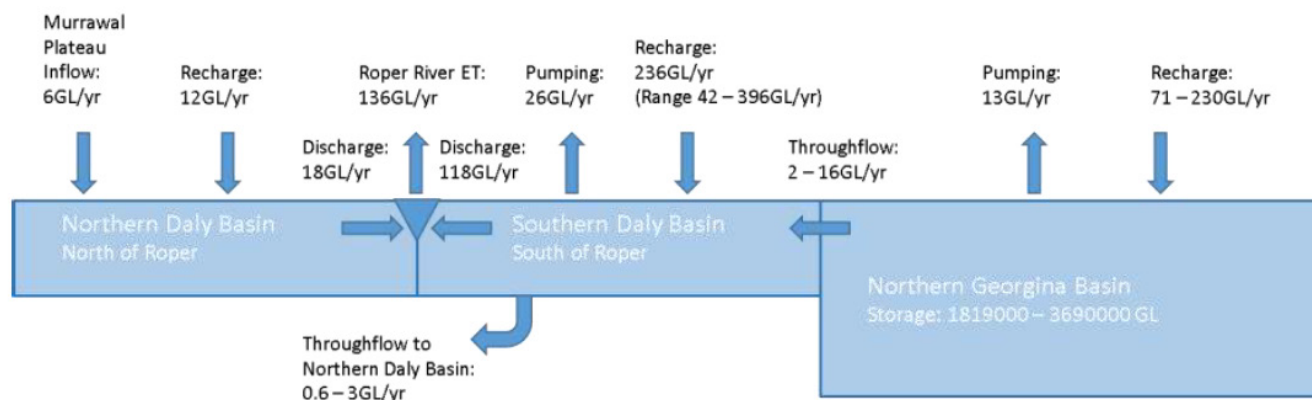 Murrawal
Plateau
Inflow:
6GL/yr
Recharge:
12GL/yr
Roper River ET:
136GL/yr
Pumping:
26GL/yr
Recharge:
236GL/yr
(Range 42 – 396GL/yr)
Pumping:
13GL/yr
Recharge:
71 – 230GL/yr
Discharge:
18GL/yr
Discharge:
118GL/yr
Throughflow:
2 – 16GL/yr
Northern Daly Basin
North of Roper
Southern Daly Basin
South of Roper
Northern Georgina Basin
Storage: 1819000 – 3690000 GL
Throughflow to
Northern Daly Basin:
0.6 – 3GL/yr